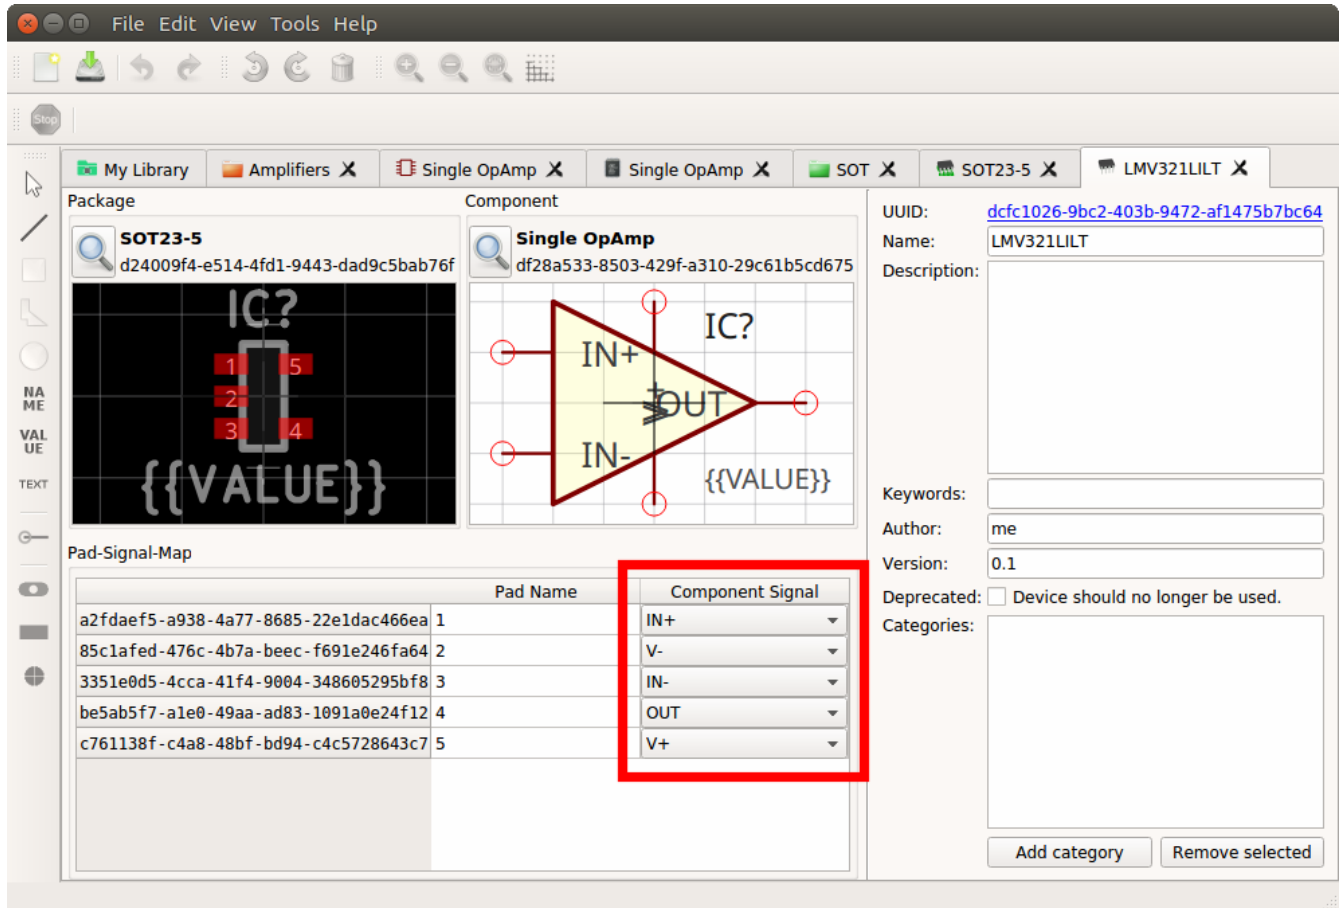 File Edit View Tools Help
Stop
My Library Amplifiers Single OpAmp Single OpAmp SOT SOT23-5 LMV321LILT
Package
SOT23-5
d24009f4-e514-4fd1-9443-dad9c5bab76f
IC?
1 5
2
3 4
{{VALUE}}
Component
Single OpAmp
df28a533-8503-429f-a310-29c61b5cd675
IC?
IN+
OUT
IN-
{{VALUE}}
NA
ME
VAL
UE
TEXT
Pad-Signal-Map
Pad Name Component Signal
a2fdaef5-a938-4a77-8685-22e1dac466ea 1 IN+
85c1afed-476c-4b7a-beec-f691e246fa64 2 V-
3351e0d5-4cca-41f4-9004-348605295bf8 3 IN-
be5ab5f7-a1e0-49aa-ad83-1091a0e24f12 4 OUT
c761138f-c4a8-48bf-bd94-c4c5728643c7 5 V+
UUID: dcfc1026-9bc2-403b-9472-af1475b7bc64
Name: LMV321LILT
Description:
Keywords:
Author: me
Version: 0.1
Deprecated: Device should no longer be used.
Categories:
Add category Remove selected